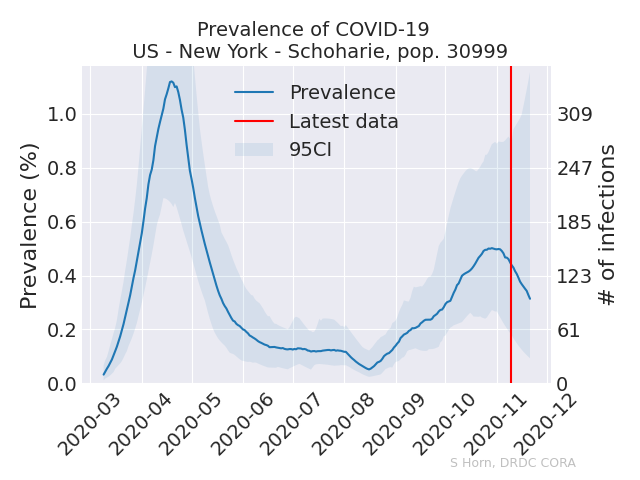 Prevalence of COVID-19
US - New York - Schoharie, pop. 30999
Prevalence (%)
1.0
0.8
0.6
0.4
0.2
0.0
Prevalence
Latest data
95CI
309
247
185
123
61
0
# of infections
2020-03
2020-04
2020-05
2020-06
2020-07
2020-08
2020-09
2020-10
2020-11
2020-12
S Horn, DRDC CORA